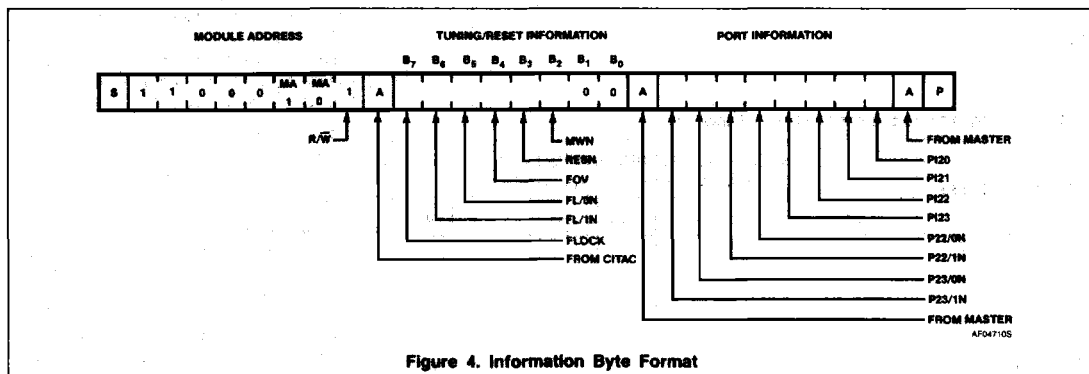 MODULE ADDRESS TUNING/RESET INFORMATION PORT INFORMATION
B7 B6 B5 B4 B3 B2 B1 B0
S 1 1 0 0 0 MA 1 MA 0 1 A 0 0 A A P
R/W̅ MWN FROM MASTER
RESN PI20
FOV PI21
FL/0N PI22
FL/1N PI23
FLOCK P22/0N
FROM CITAC P22/1N
P23/0N
P23/1N
FROM MASTER
AF04710S
Figure 4. Information Byte Format